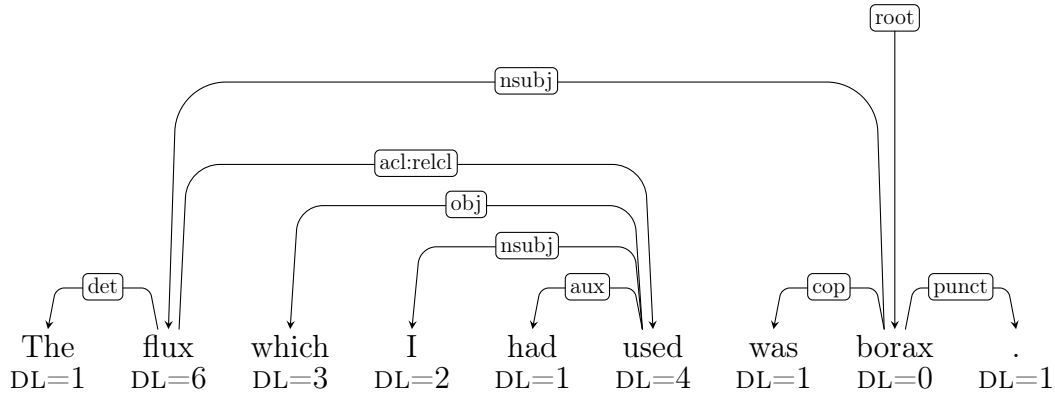 root
nsubj
acl:relcl
obj
nsubj
det aux cop punct
The flux which I had used was borax .
DL=1 DL=6 DL=3 DL=2 DL=1 DL=4 DL=1 DL=0 DL=1